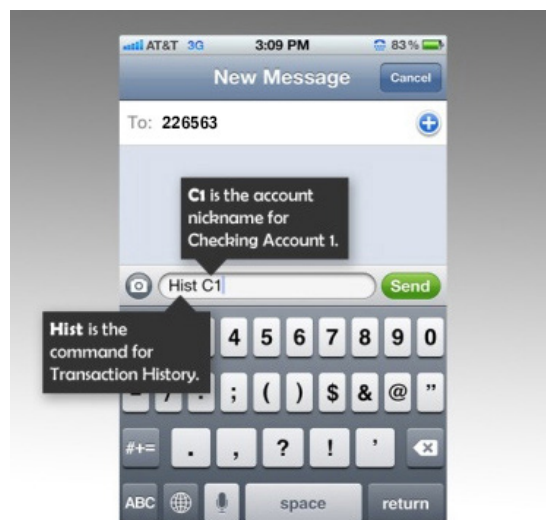 AT&T 3G 3:09 PM 83%
New Message Cancel
To: 226563
C1 is the account
nickname for
Checking Account 1.
Hist C1 Send
Hist is the
command for
Transaction History.
4 5 6 7 8 9 0
; ( ) $ & @ "
#+= . , ? ! '
ABC space return